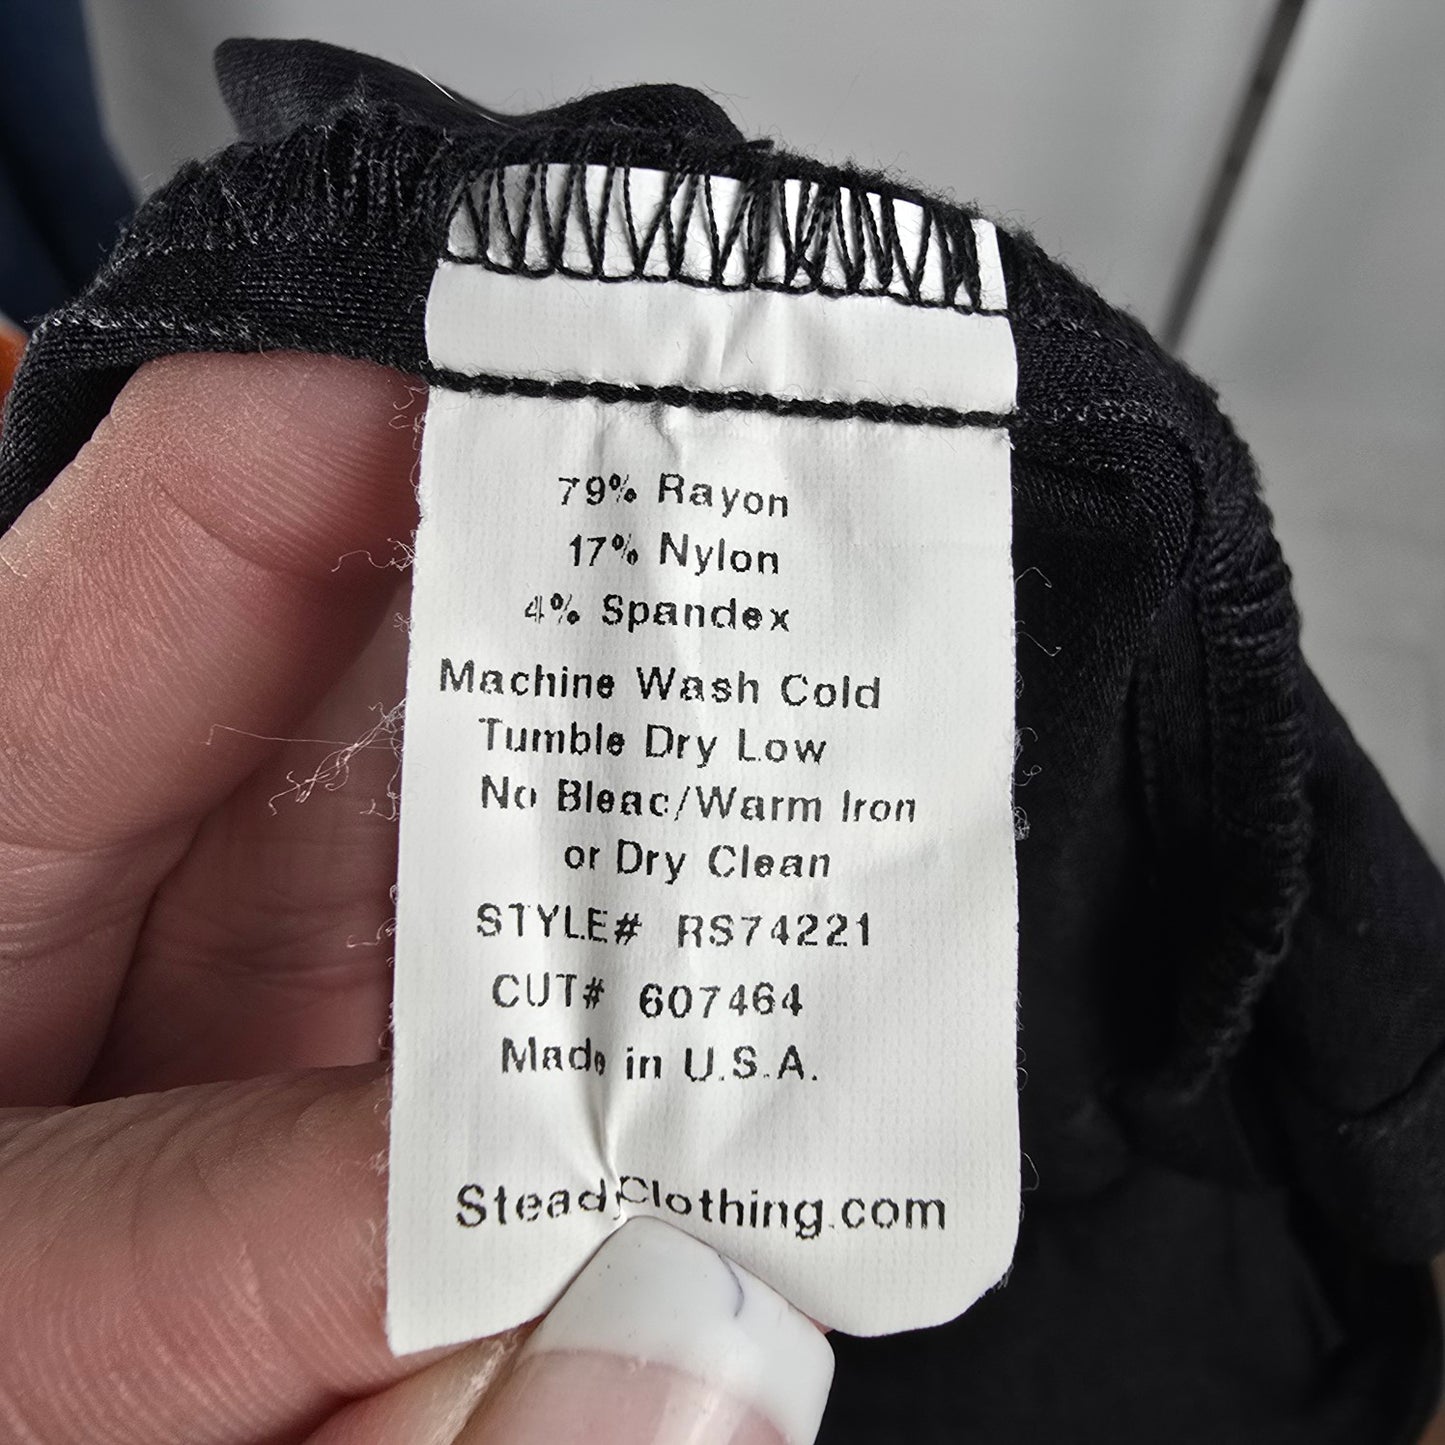 79% Rayon
17% Nylon
4% Spandex
Machine Wash Cold
Tumble Dry Low
No Bleac/Warm Iron
or Dry Clean
STYLE# RS74221
CUT# 607464
Made in U.S.A.
SteadyClothing.com